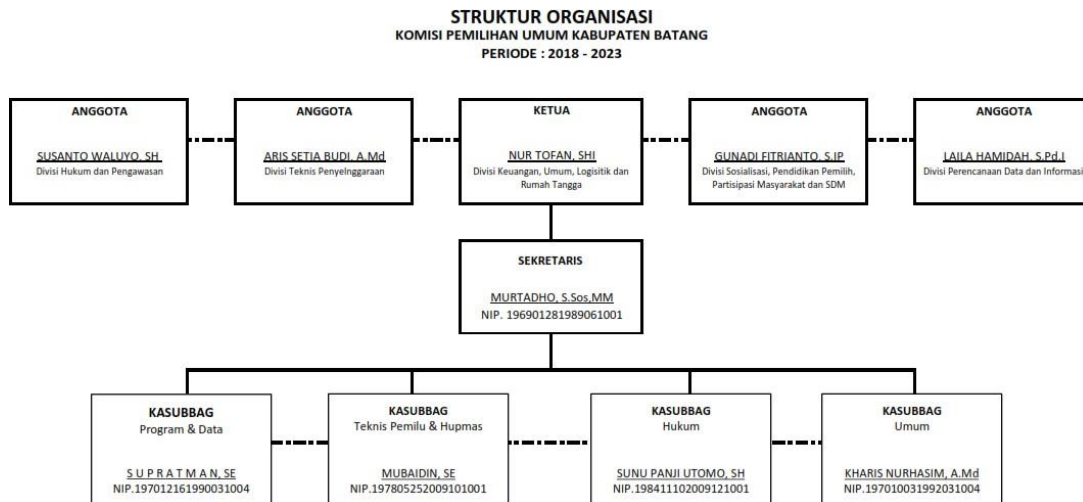 STRUKTUR ORGANISASI
KOMISI PEMILIHAN UMUM KABUPATEN BATANG
PERIODE : 2018 - 2023
ANGGOTA
SUSANTO WALUYO, SH
Divisi Hukum dan Pengawasan
ANGGOTA
ARIS SETIA BUDI, A.Md
Divisi Teknis Penyelnggaraan
KETUA
NUR TOFAN, SHI
Divisi Keuangan, Umum, Logisitik dan
Rumah Tangga
ANGGOTA
GUNADI FITRIANTO, S.IP
Divisi Sosialisasi, Pendidikan Pemilih,
Partisipasi Masyarakat dan SDM
ANGGOTA
LAILA HAMIDAH, S.Pd.I
Divisi Perencanaan Data dan Informasi
SEKRETARIS
MURTADHO, S.Sos,MM
NIP. 196901281989061001
KASUBBAG
Program & Data
S U P R A T M A N, SE
NIP.197012161990031004
KASUBBAG
Teknis Pemilu & Hupmas
MUBAIDIN, SE
NIP.197805252009101001
KASUBBAG
Hukum
SUNU PANJI UTOMO, SH
NIP.198411102009121001
KASUBBAG
Umum
KHARIS NURHASIM, A.Md
NIP.197010031992031004